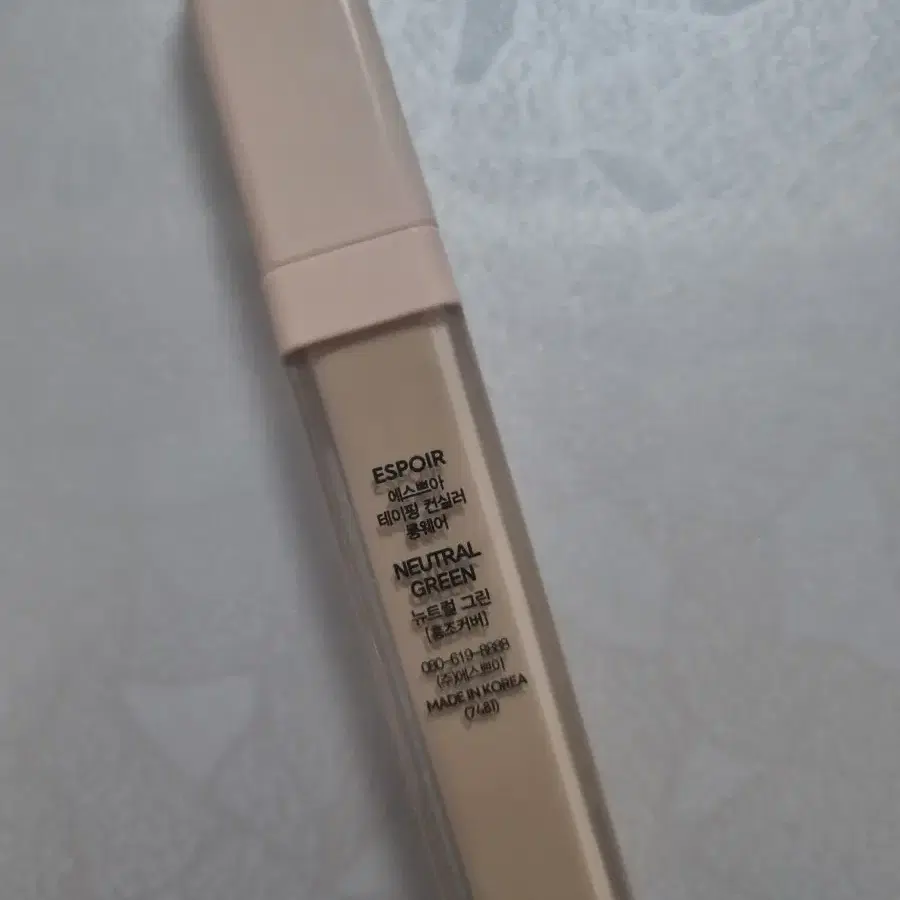 ESPOIR
에스쁘아
테이핑 컨실러
롱웨어
NEUTRAL
GREEN
뉴트럴 그린
(홍조커버)
080-619-8888
(주)에스쁘아
MADE IN KOREA
(7481)